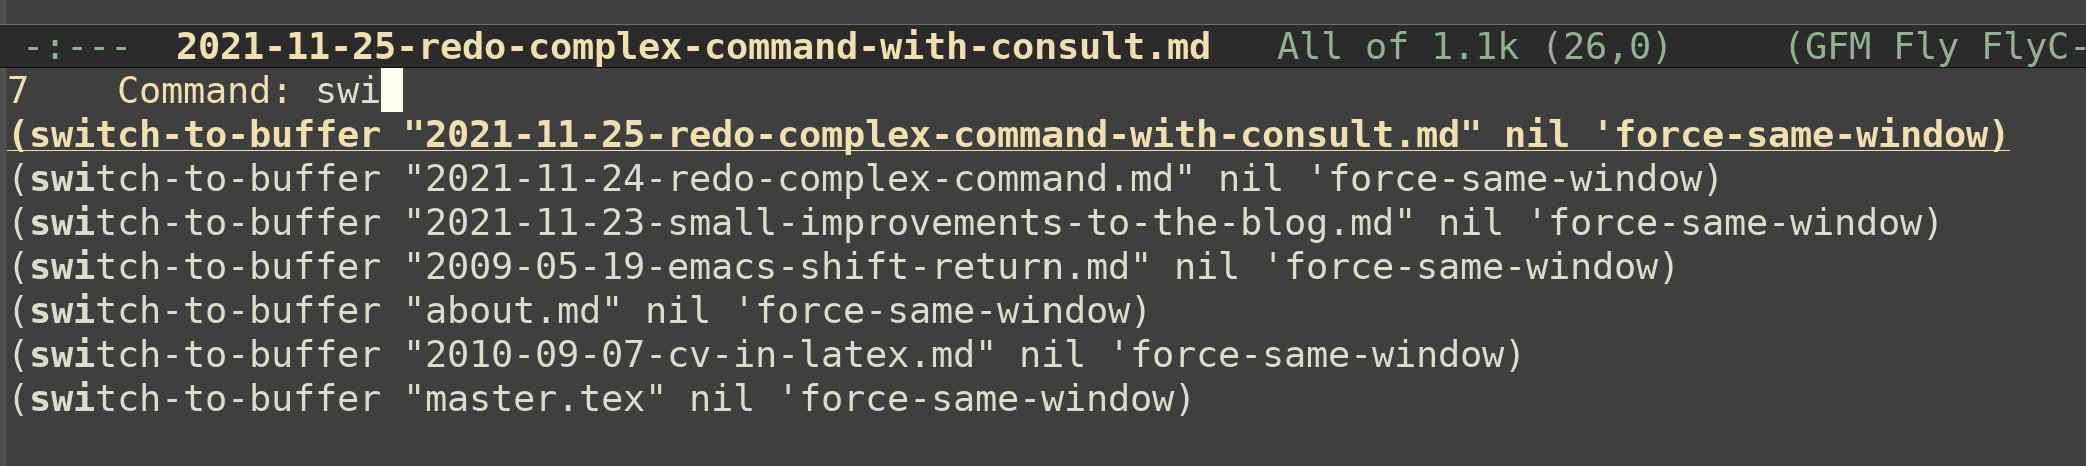 -:---  2021-11-25-redo-complex-command-with-consult.md   All of 1.1k (26,0)     (GFM Fly FlyC-
7    Command: swi
(switch-to-buffer "2021-11-25-redo-complex-command-with-consult.md" nil 'force-same-window)
(switch-to-buffer "2021-11-24-redo-complex-command.md" nil 'force-same-window)
(switch-to-buffer "2021-11-23-small-improvements-to-the-blog.md" nil 'force-same-window)
(switch-to-buffer "2009-05-19-emacs-shift-return.md" nil 'force-same-window)
(switch-to-buffer "about.md" nil 'force-same-window)
(switch-to-buffer "2010-09-07-cv-in-latex.md" nil 'force-same-window)
(switch-to-buffer "master.tex" nil 'force-same-window)